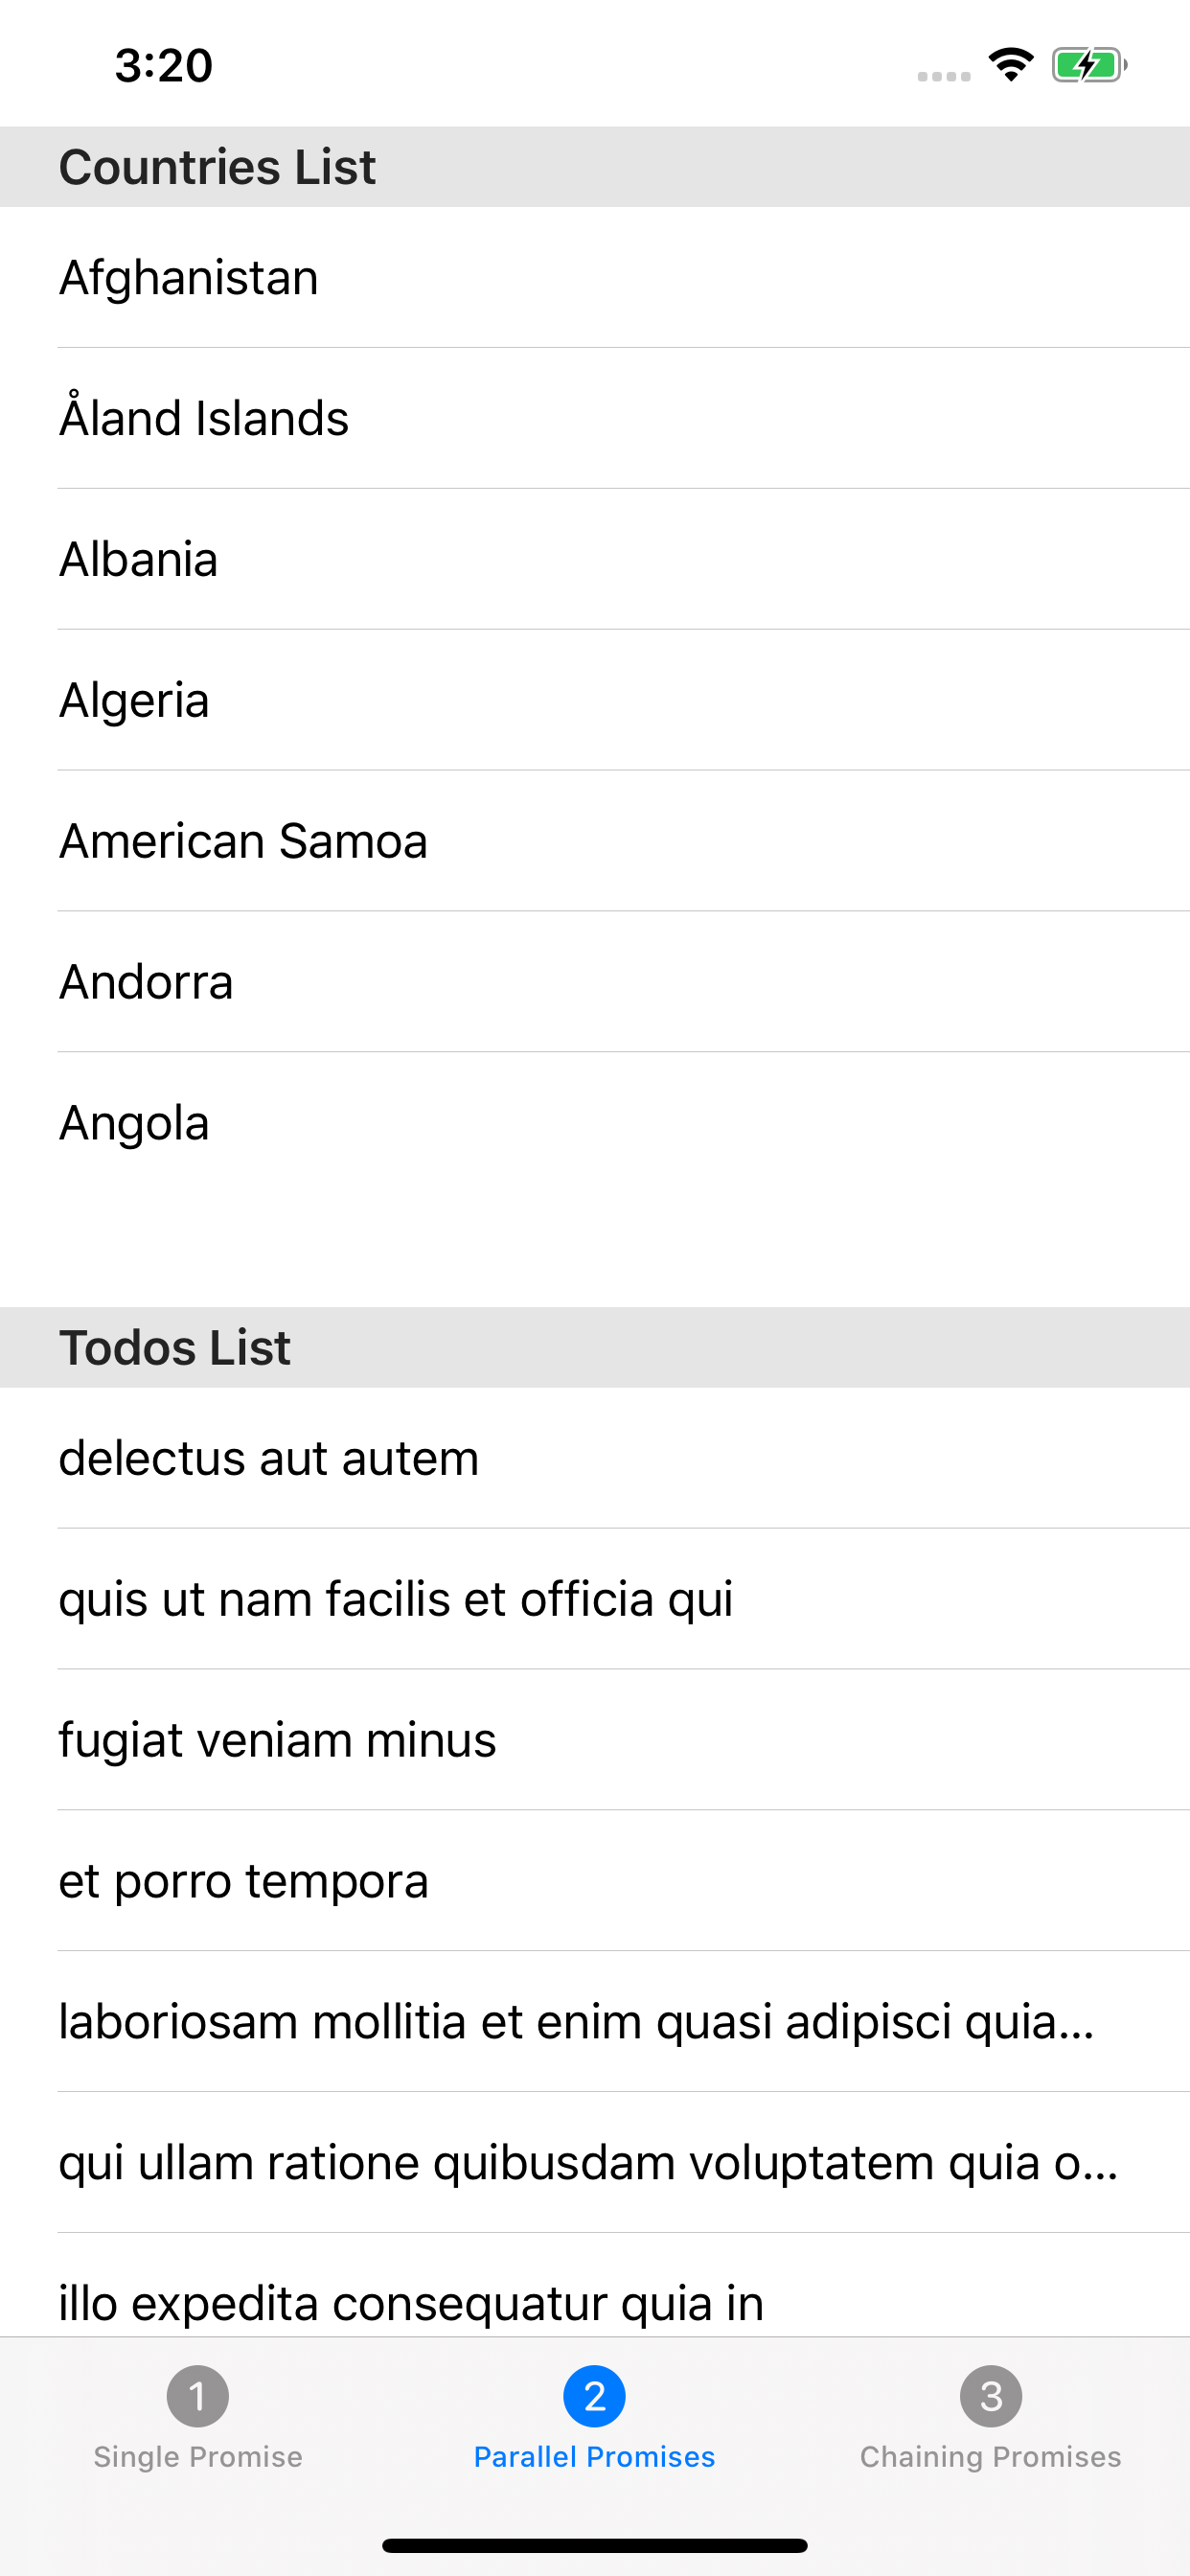 3:20
Countries List
Afghanistan
Åland Islands
Albania
Algeria
American Samoa
Andorra
Angola
Todos List
delectus aut autem
quis ut nam facilis et officia qui
fugiat veniam minus
et porro tempora
laboriosam mollitia et enim quasi adipisci quia...
qui ullam ratione quibusdam voluptatem quia o...
illo expedita consequatur quia in
1 2 3
Single Promise Parallel Promises Chaining Promises